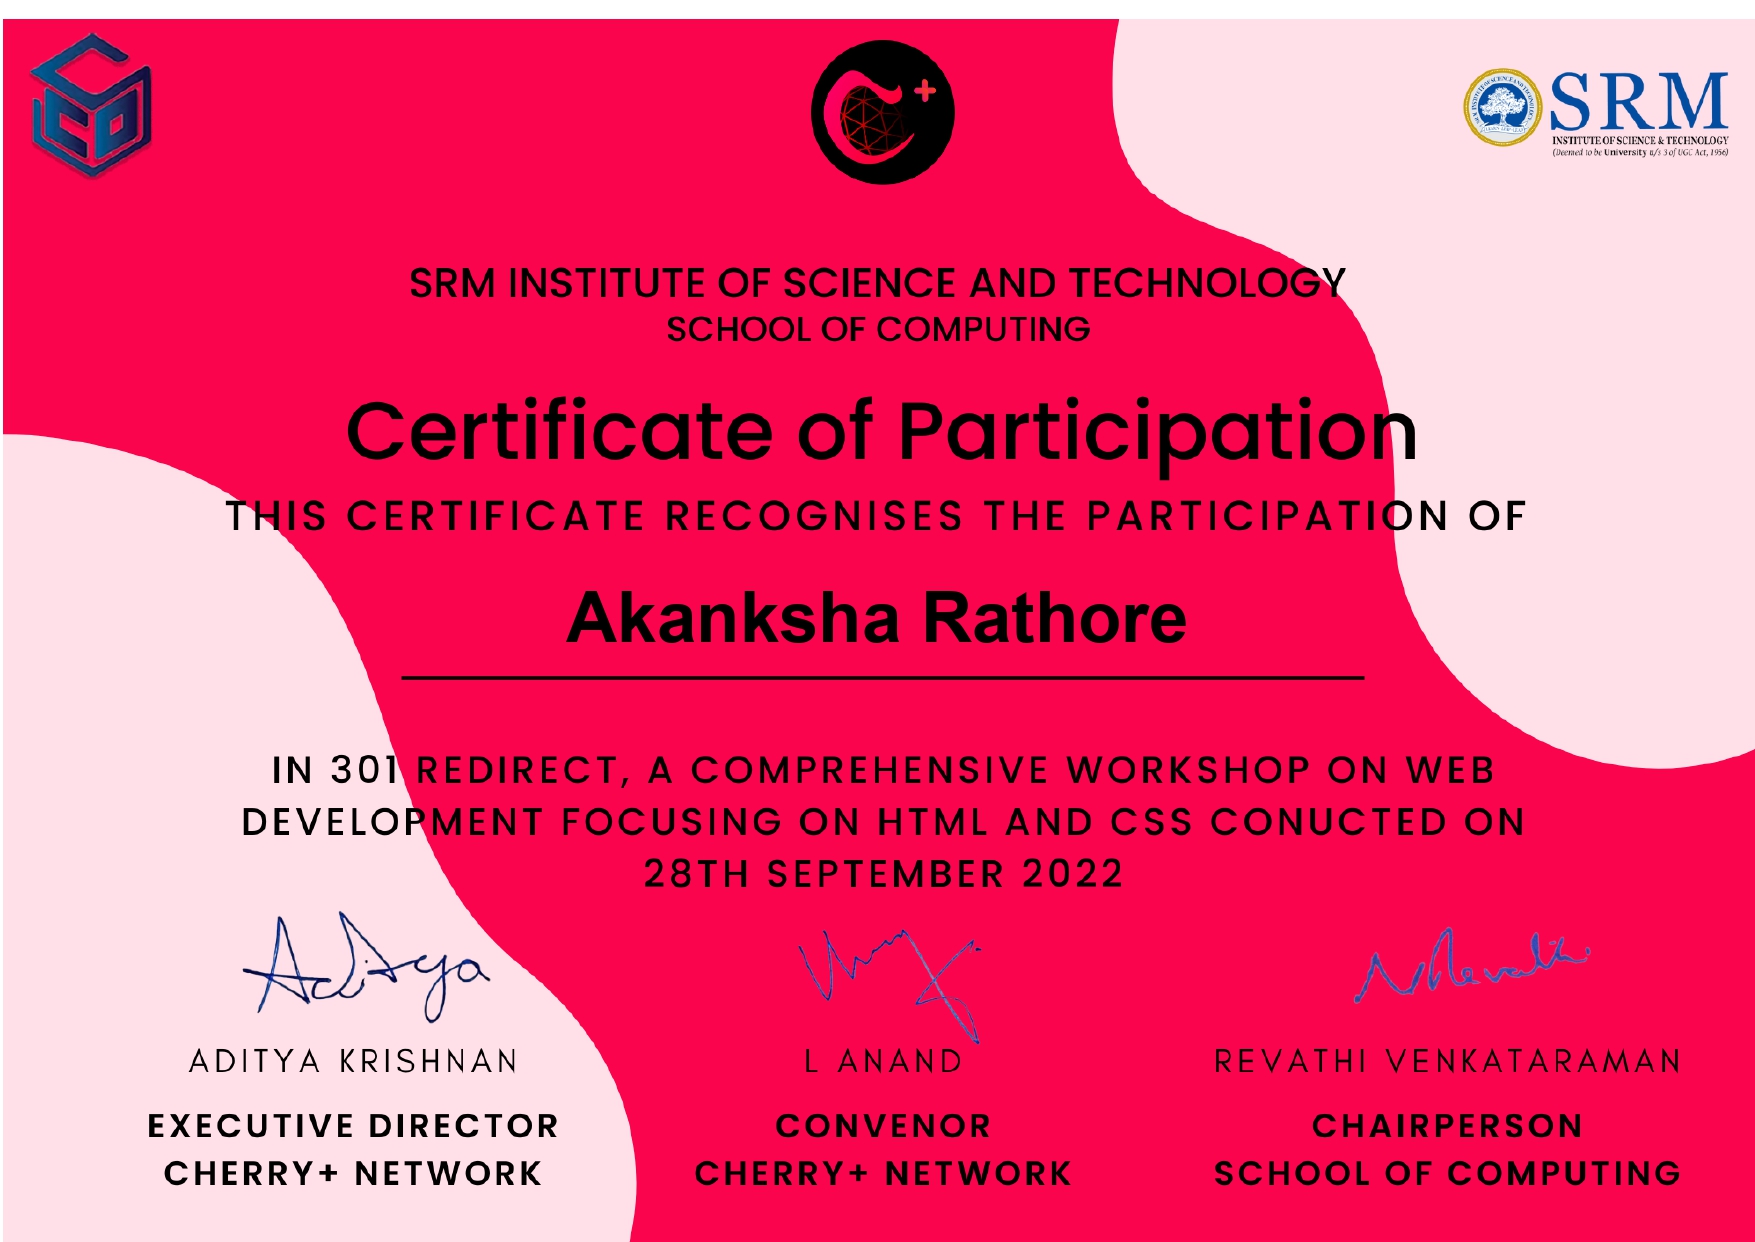 SRM
INSTITUTE OF SCIENCE & TECHNOLOGY
(Deemed to be University u/s 3 of UGC Act, 1956)
SRM INSTITUTE OF SCIENCE AND TECHNOLOGY
SCHOOL OF COMPUTING
Certificate of Participation
THIS CERTIFICATE RECOGNISES THE PARTICIPATION OF
Akanksha Rathore
IN 301 REDIRECT, A COMPREHENSIVE WORKSHOP ON WEB
DEVELOPMENT FOCUSING ON HTML AND CSS CONUCTED ON
28TH SEPTEMBER 2022
Aditya
ADITYA KRISHNAN
L ANAND
REVATHI VENKATARAMAN
EXECUTIVE DIRECTOR
CHERRY+ NETWORK
CONVENOR
CHERRY+ NETWORK
CHAIRPERSON
SCHOOL OF COMPUTING